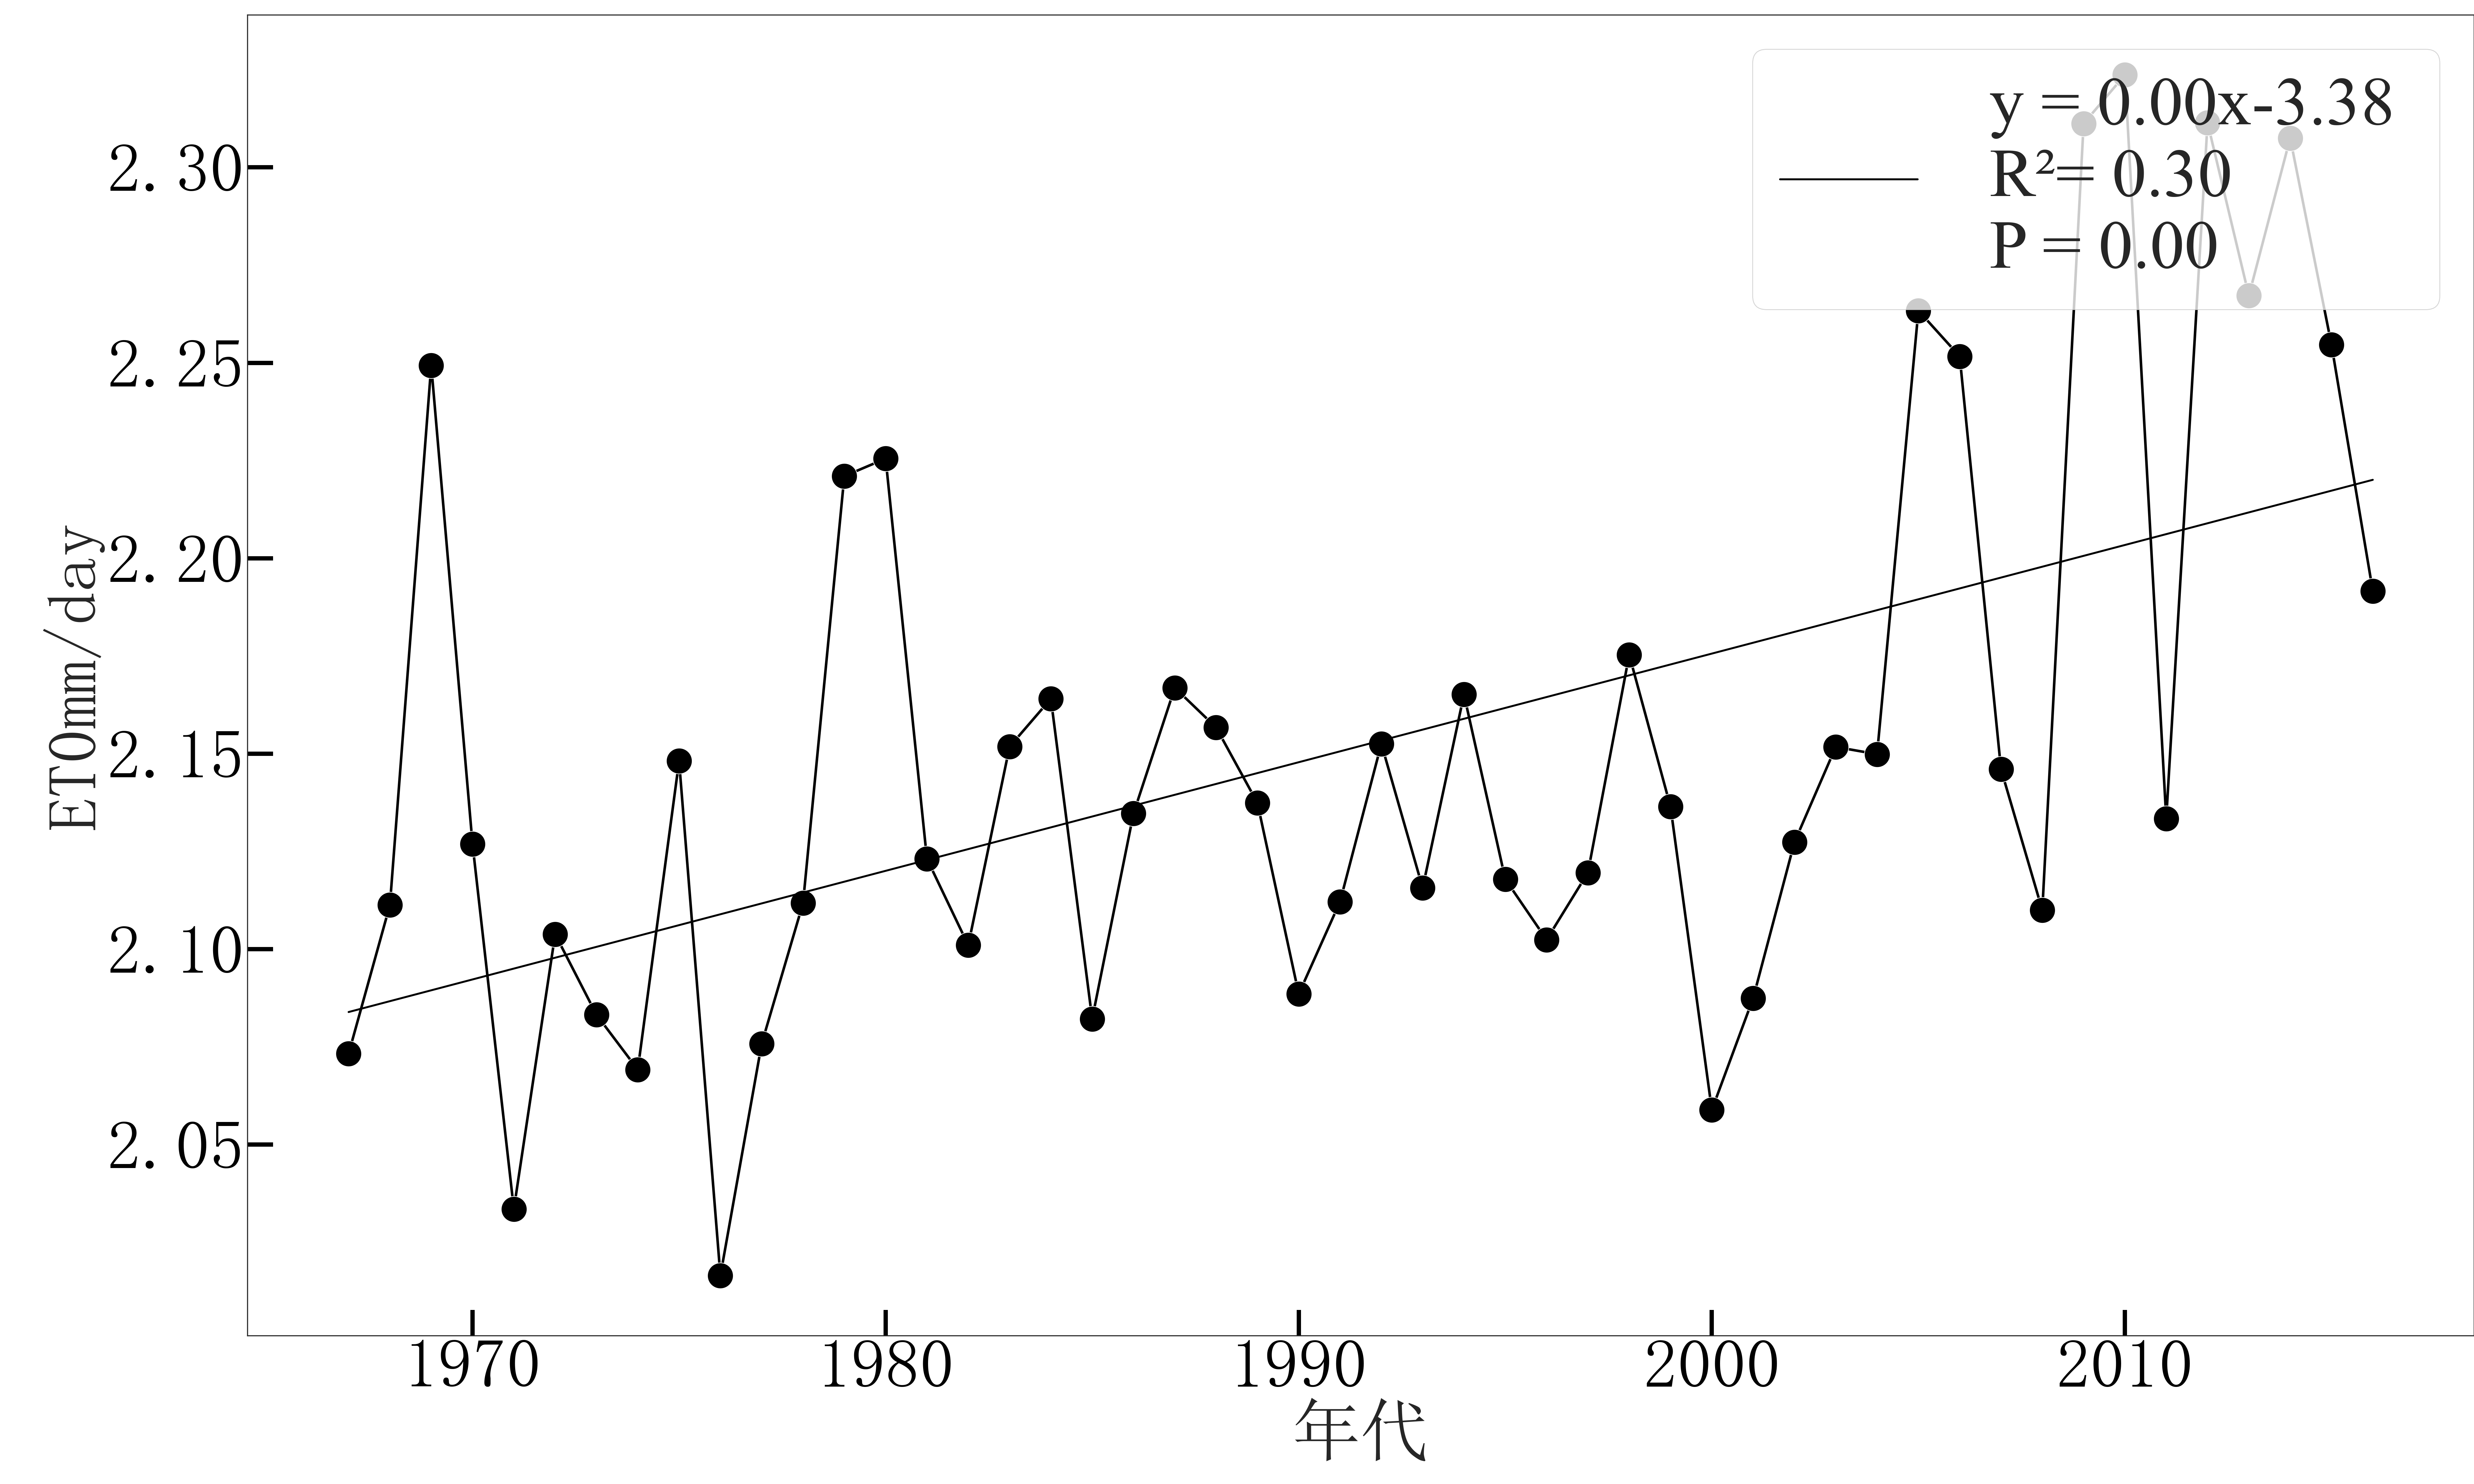 y = 0.00x-3.38
R²= 0.30
P = 0.00
2.30
2.25
2.20
2.15
2.10
2.05
ET0mm/day
1970 1980 1990 2000 2010
年代